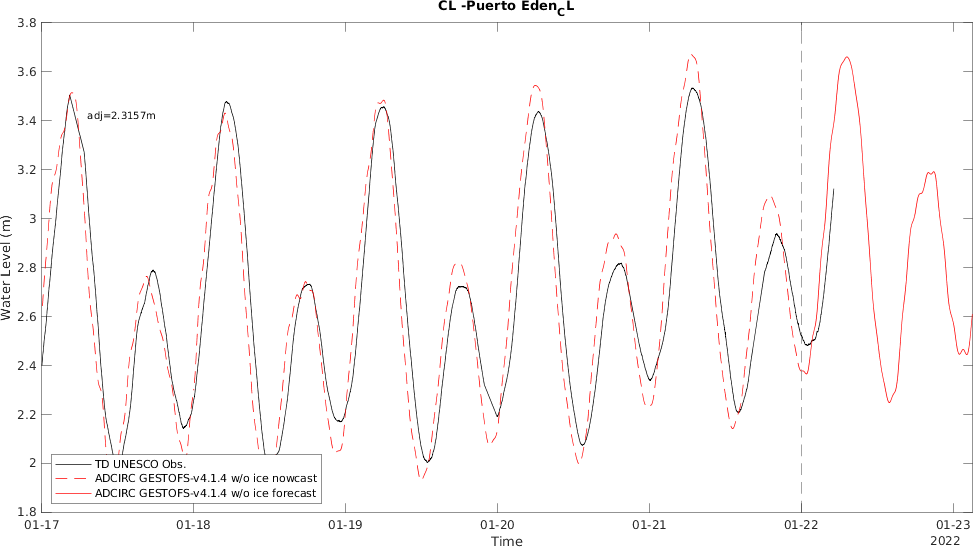 CL -Puerto Eden_CL
3.8
3.6
3.4
3.2
3
2.8
2.6
2.4
2.2
2
1.8
Water Level (m)
adj=2.3157m
TD UNESCO Obs.
ADCIRC GESTOFS-v4.1.4 w/o ice nowcast
ADCIRC GESTOFS-v4.1.4 w/o ice forecast
01-17 01-18 01-19 01-20 01-21 01-22 01-23
Time 2022